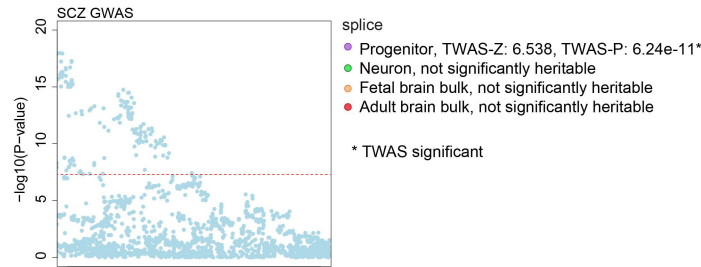 SCZ GWAS
−log10(P−value)
20
15
10
5
0
splice
Progenitor, TWAS-Z: 6.538, TWAS-P: 6.24e-11*
Neuron, not significantly heritable
Fetal brain bulk, not significantly heritable
Adult brain bulk, not significantly heritable
* TWAS significant